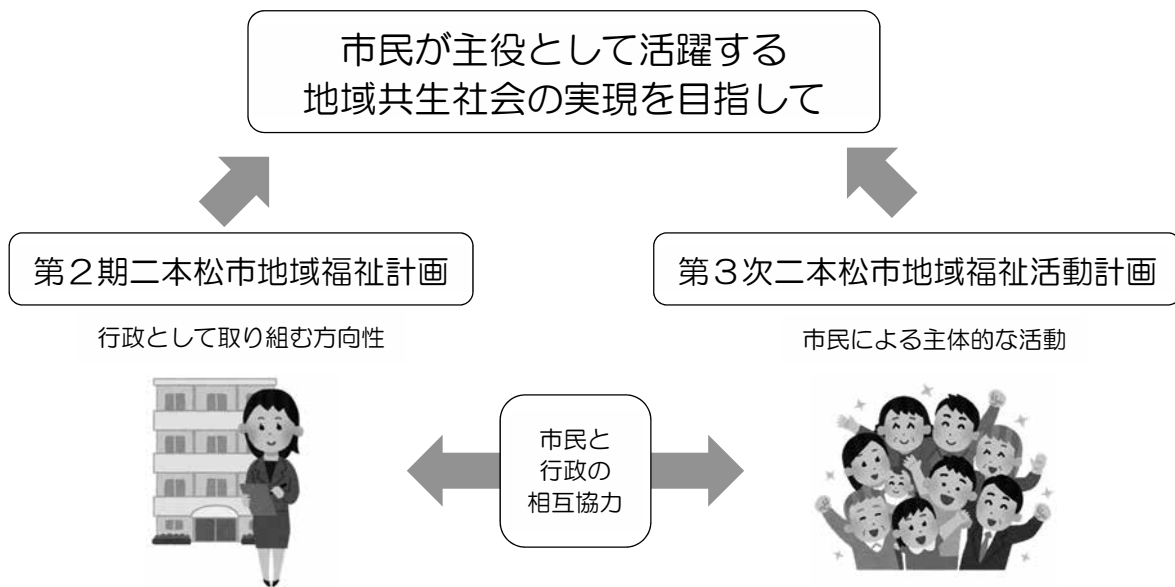 市民が主役として活躍する
地域共生社会の実現を目指して
第２期二本松市地域福祉計画
第３次二本松市地域福祉活動計画
行政として取り組む方向性
市民による主体的な活動
市民と
行政の
相互協力